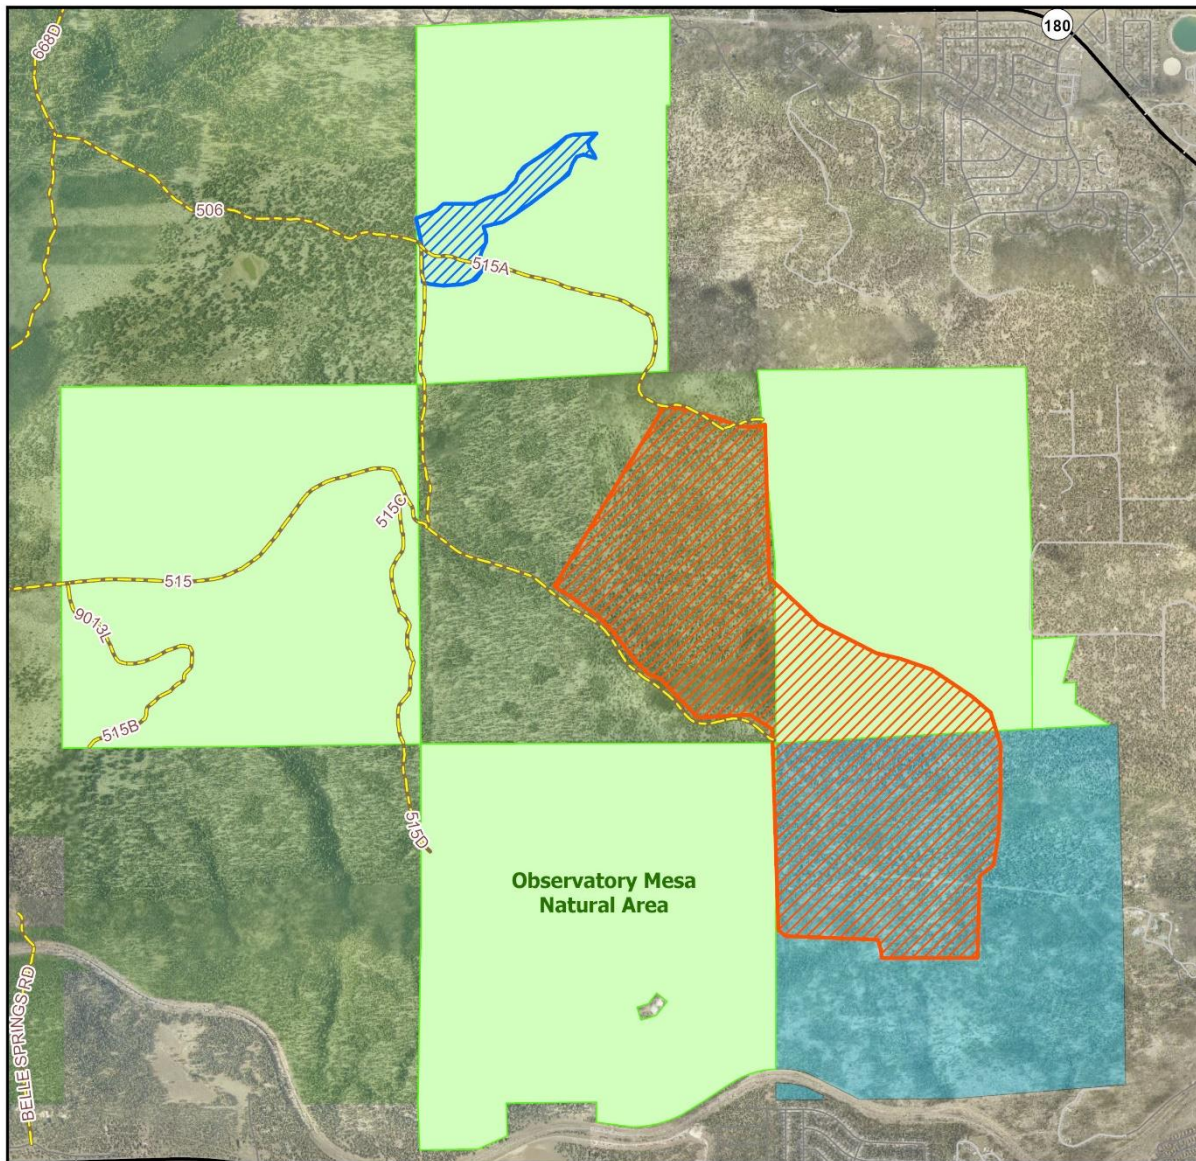 180
668D
506
515A
515C
515
9013L
515B
515D
Observatory Mesa
Natural Area
BELLE SPRINGS RD